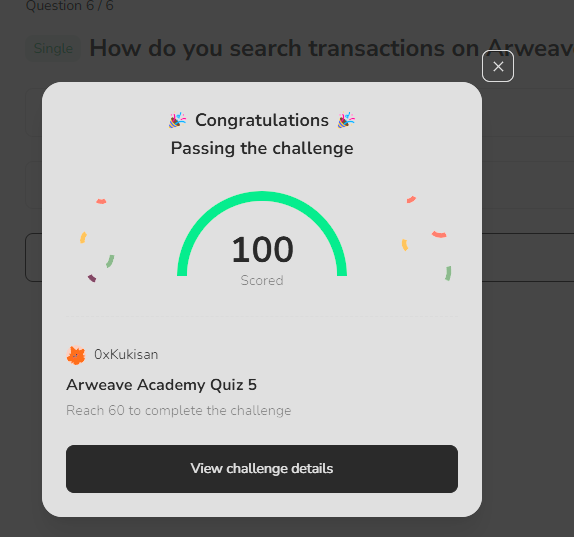 Question 6 / 6
Single How do you search transactions on Arweave
Congratulations
Passing the challenge
100
Scored
0xKukisan
Arweave Academy Quiz 5
Reach 60 to complete the challenge
View challenge details